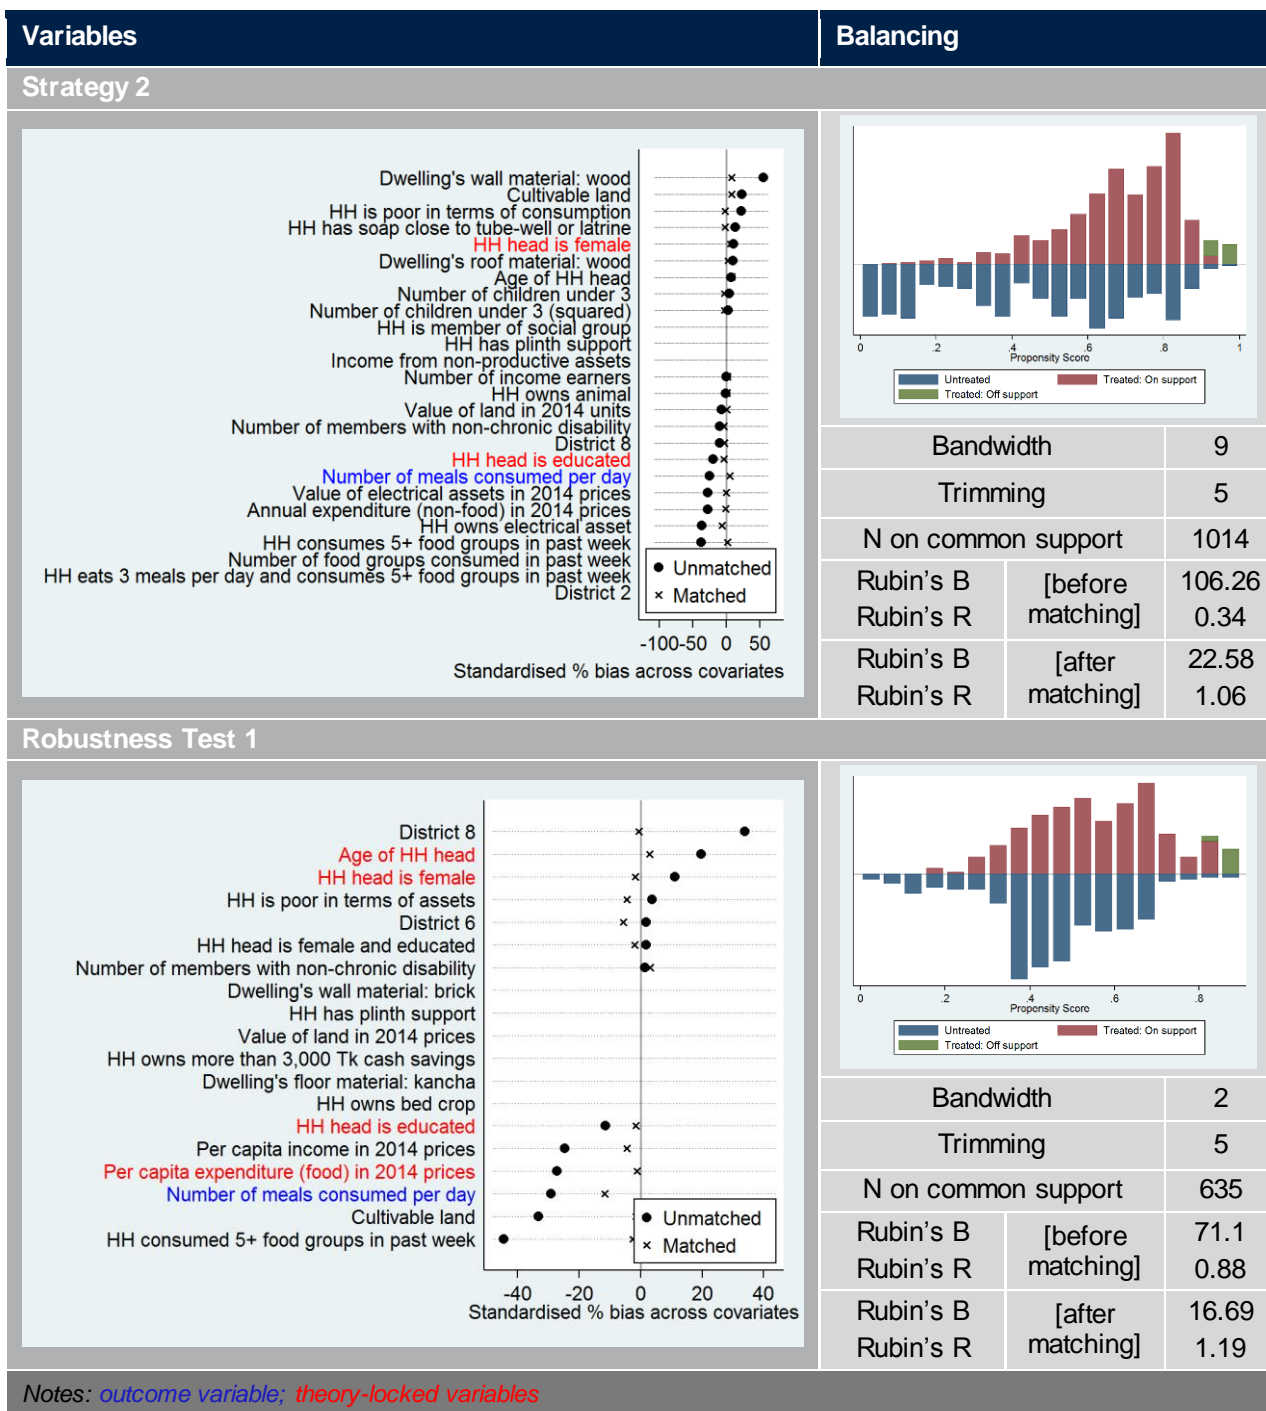 Variables
Balancing
Strategy 2
Dwelling's wall material: wood
Cultivable land
HH is poor in terms of consumption
HH has soap close to tube-well or latrine
HH head is female
Dwelling's roof material: wood
Age of HH head
Number of children under 3
Number of children under 3 (squared)
HH is member of social group
HH has plinth support
Income from non-productive assets
Number of income earners
HH owns animal
Value of land in 2014 units
Number of members with non-chronic disability
District 8
HH head is educated
Number of meals consumed per day
Value of electrical assets in 2014 prices
Annual expenditure (non-food) in 2014 prices
HH owns electrical asset
HH consumes 5+ food groups in past week
Number of food groups consumed in past week
HH eats 3 meals per day and consumes 5+ food groups in past week
District 2
Unmatched
Matched
-100 -50 0 50
Standardised % bias across covariates
0 .2 .4 .6 .8 1
Propensity Score
Untreated Treated: On support
Treated: Off support
Bandwidth 9
Trimming 5
N on common support 1014
Rubin's B [before 106.26
Rubin's R matching] 0.34
Rubin's B [after 22.58
Rubin's R matching] 1.06
Robustness Test 1
District 8
Age of HH head
HH head is female
HH is poor in terms of assets
District 6
HH head is female and educated
Number of members with non-chronic disability
Dwelling's wall material: brick
HH has plinth support
Value of land in 2014 prices
HH owns more than 3,000 Tk cash savings
Dwelling's floor material: kancha
HH owns bed crop
HH head is educated
Per capita income in 2014 prices
Per capita expenditure (food) in 2014 prices
Number of meals consumed per day
Cultivable land
HH consumed 5+ food groups in past week
Unmatched
Matched
-40 -20 0 20 40
Standardised % bias across covariates
0 .2 .4 .6 .8
Propensity Score
Untreated Treated: On support
Treated: Off support
Bandwidth 2
Trimming 5
N on common support 635
Rubin's B [before 71.1
Rubin's R matching] 0.88
Rubin's B [after 16.69
Rubin's R matching] 1.19
Notes: outcome variable; theory-locked variables